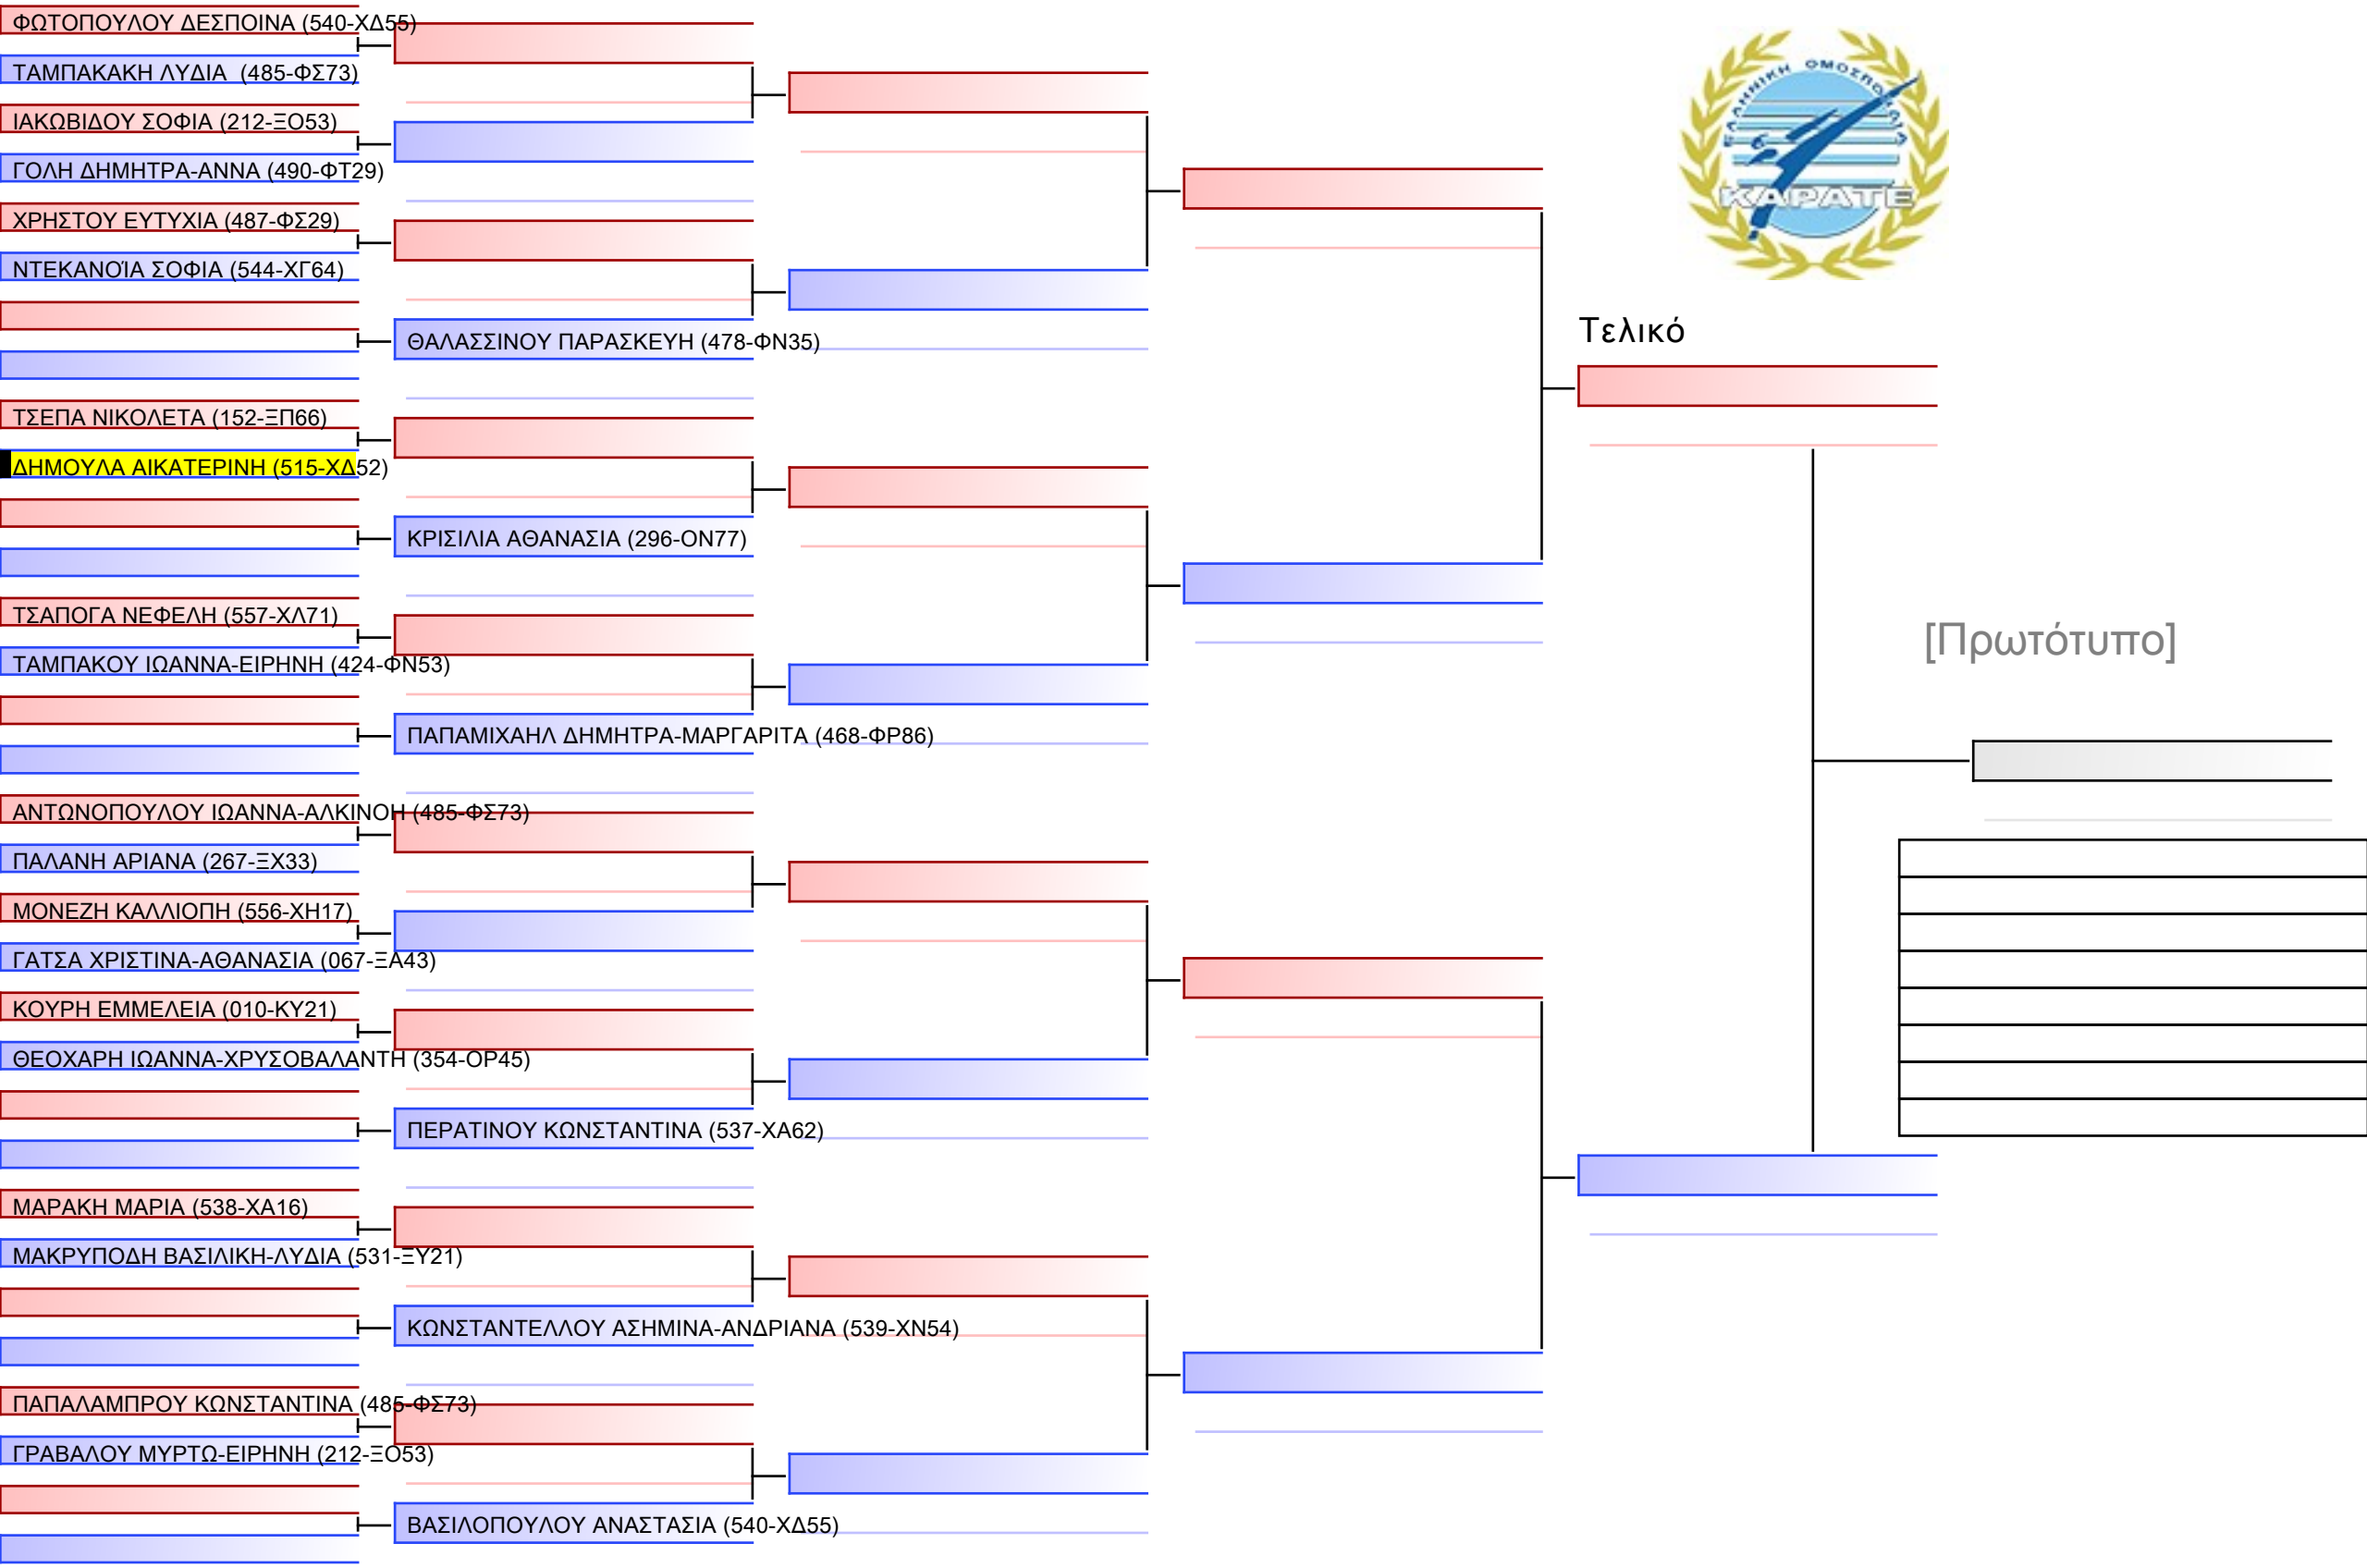 ΦΩΤΟΠΟΥΛΟΥ ΔΕΣΠΟΙΝΑ (540-ΧΔ55)
ΤΑΜΠΑΚΑΚΗ ΛΥΔΙΑ (485-ΦΣ73)
ΙΑΚΩΒΙΔΟΥ ΣΟΦΙΑ (212-ΞΟ53)
ΓΟΛΗ ΔΗΜΗΤΡΑ-ΑΝΝΑ (490-ΦΤ29)
ΧΡΗΣΤΟΥ ΕΥΤΥΧΙΑ (487-ΦΣ29)
ΝΤΕΚΑΝΟΪΑ ΣΟΦΙΑ (544-ΧΓ64)
ΤΣΕΠΑ ΝΙΚΟΛΕΤΑ (152-ΞΠ66)
ΔΗΜΟΥΛΑ ΑΙΚΑΤΕΡΙΝΗ (515-ΧΔ52)
ΤΣΑΠΟΓΑ ΝΕΦΕΛΗ (557-ΧΛ71)
ΤΑΜΠΑΚΟΥ ΙΩΑΝΝΑ-ΕΙΡΗΝΗ (424-ΦΝ53)
ΑΝΤΩΝΟΠΟΥΛΟΥ ΙΩΑΝΝΑ-ΑΛΚΙΝΟΗ (485-ΦΣ73)
ΠΑΛΑΝΗ ΑΡΙΑΝΑ (267-ΞΧ33)
ΜΟΝΕΖΗ ΚΑΛΛΙΟΠΗ (556-ΧΗ17)
ΓΑΤΣΑ ΧΡΙΣΤΙΝΑ-ΑΘΑΝΑΣΙΑ (067-ΞΑ43)
ΚΟΥΡΗ ΕΜΜΕΛΕΙΑ (010-ΚΥ21)
ΘΕΟΧΑΡΗ ΙΩΑΝΝΑ-ΧΡΥΣΟΒΑΛΑΝΤΗ (354-ΟΡ45)
ΜΑΡΑΚΗ ΜΑΡΙΑ (538-ΧΑ16)
ΜΑΚΡΥΠΟΔΗ ΒΑΣΙΛΙΚΗ-ΛΥΔΙΑ (531-ΞΥ21)
ΠΑΠΑΛΑΜΠΡΟΥ ΚΩΝΣΤΑΝΤΙΝΑ (485-ΦΣ73)
ΓΡΑΒΑΛΟΥ ΜΥΡΤΩ-ΕΙΡΗΝΗ (212-ΞΟ53)
ΘΑΛΑΣΣΙΝΟΥ ΠΑΡΑΣΚΕΥΗ (478-ΦΝ35)
ΚΡΙΣΙΛΙΑ ΑΘΑΝΑΣΙΑ (296-ΟΝ77)
ΠΑΠΑΜΙΧΑΗΛ ΔΗΜΗΤΡΑ-ΜΑΡΓΑΡΙΤΑ (468-ΦΡ86)
ΠΕΡΑΤΙΝΟΥ ΚΩΝΣΤΑΝΤΙΝΑ (537-ΧΑ62)
ΚΩΝΣΤΑΝΤΕΛΛΟΥ ΑΣΗΜΙΝΑ-ΑΝΔΡΙΑΝΑ (539-ΧΝ54)
ΒΑΣΙΛΟΠΟΥΛΟΥ ΑΝΑΣΤΑΣΙΑ (540-ΧΔ55)
ΕΛΛΗΝΙΚΗ ΟΜΟΣΠΟΝΔΙΑ
ΚΑΡΑΤΕ
Τελικό
[Πρωτότυπο]